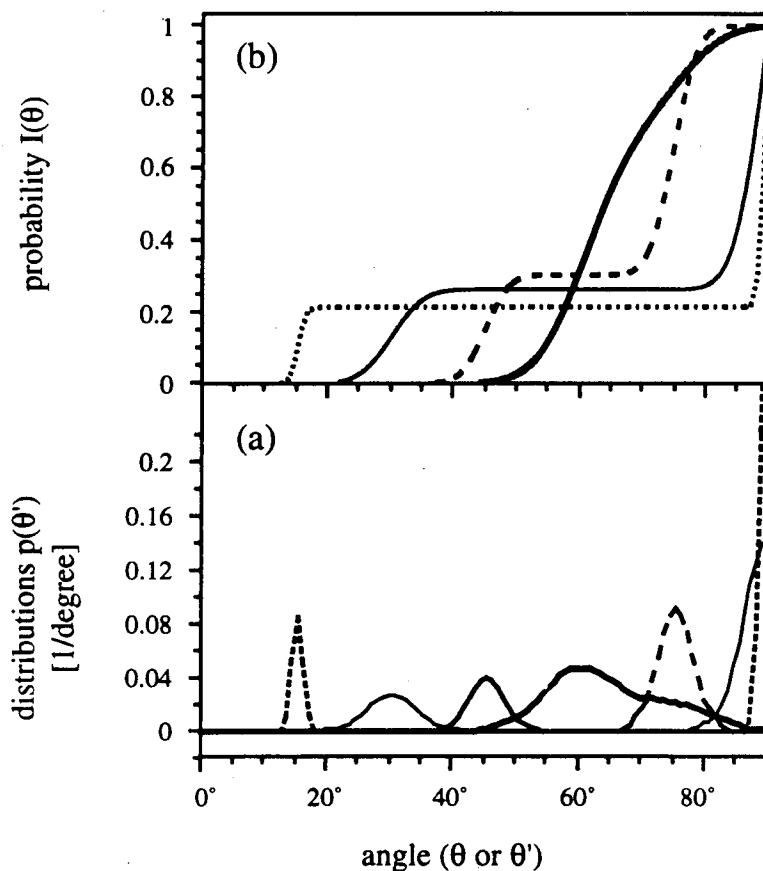 (b)
probability I(θ)
1
0.8
0.6
0.4
0.2
0
(a)
distributions p(θ')
[1/degree]
0.2
0.16
0.12
0.08
0.04
0
0° 20° 40° 60° 80°
angle (θ or θ')